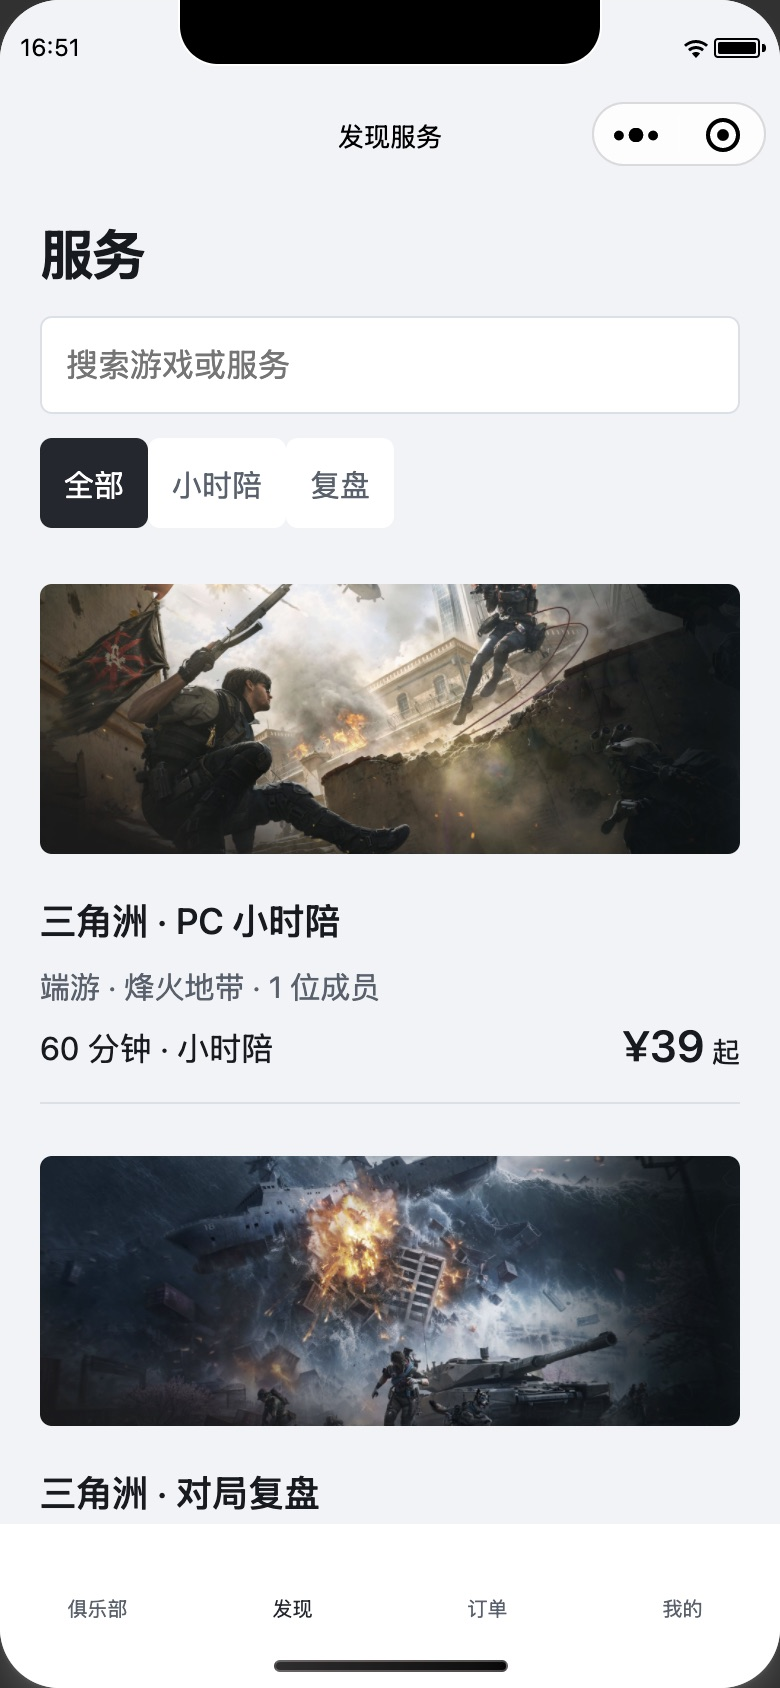 16:51
发现服务
服务
搜索游戏或服务
全部 小时陪 复盘
三角洲 · PC 小时陪
端游 · 烽火地带 · 1 位成员
60 分钟 · 小时陪 ¥39 起
三角洲 · 对局复盘
俱乐部 发现 订单 我的